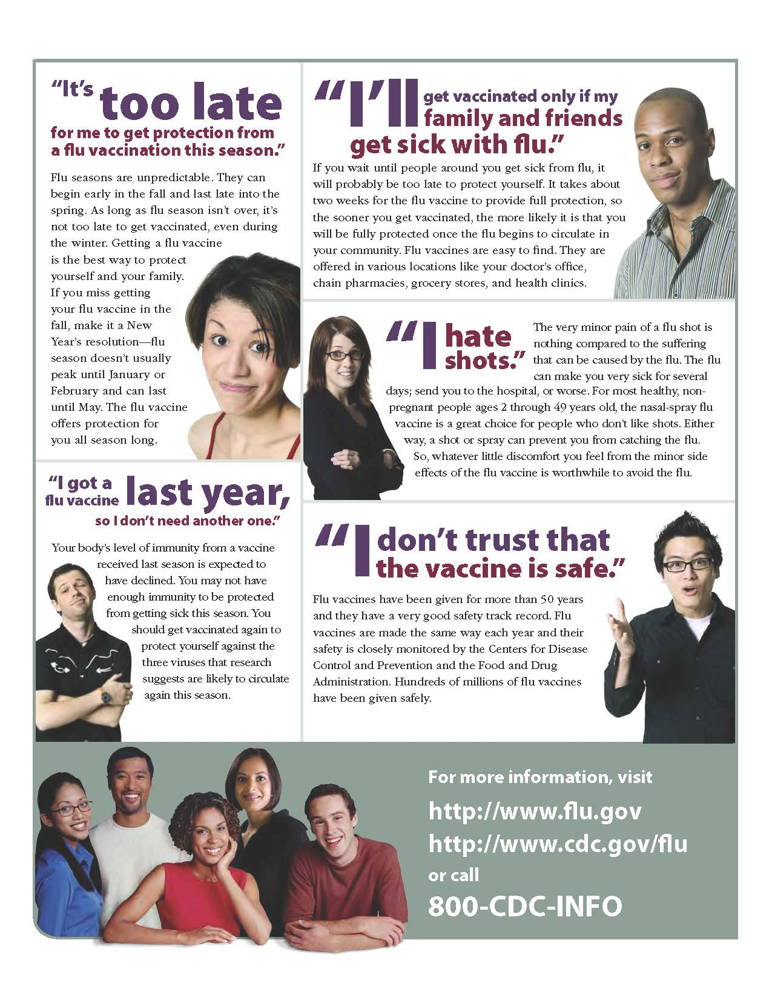 “It’s too late
for me to get protection from
a flu vaccination this season.”
Flu seasons are unpredictable. They can
begin early in the fall and last late into the
spring. As long as flu season isn’t over, it’s
not too late to get vaccinated, even during
the winter. Getting a flu vaccine
is the best way to protect
yourself and your family.
If you miss getting
your flu vaccine in the
fall, make it a New
Year’s resolution—flu
season doesn’t usually
peak until January or
February and can last
until May. The flu vaccine
offers protection for
you all season long.
“I got a
flu vaccine last year,
so I don’t need another one.”
Your body’s level of immunity from a vaccine
received last season is expected to
have declined. You may not have
enough immunity to be protected
from getting sick this season. You
should get vaccinated again to
protect yourself against the
three viruses that research
suggests are likely to circulate
again this season.
“I’ll get vaccinated only if my
family and friends
get sick with flu.”
If you wait until people around you get sick from flu, it
will probably be too late to protect yourself. It takes about
two weeks for the flu vaccine to provide full protection, so
the sooner you get vaccinated, the more likely it is that you
will be fully protected once the flu begins to circulate in
your community. Flu vaccines are easy to find. They are
offered in various locations like your doctor’s office,
chain pharmacies, grocery stores, and health clinics.
“I hate
shots.”
The very minor pain of a flu shot is
nothing compared to the suffering
that can be caused by the flu. The flu
can make you very sick for several
days; send you to the hospital, or worse. For most healthy, non-
pregnant people ages 2 through 49 years old, the nasal-spray flu
vaccine is a great choice for people who don’t like shots. Either
way, a shot or spray can prevent you from catching the flu.
So, whatever little discomfort you feel from the minor side
effects of the flu vaccine is worthwhile to avoid the flu.
“I don’t trust that
the vaccine is safe.”
Flu vaccines have been given for more than 50 years
and they have a very good safety track record. Flu
vaccines are made the same way each year and their
safety is closely monitored by the Centers for Disease
Control and Prevention and the Food and Drug
Administration. Hundreds of millions of flu vaccines
have been given safely.
For more information, visit
http://www.flu.gov
http://www.cdc.gov/flu
or call
800-CDC-INFO